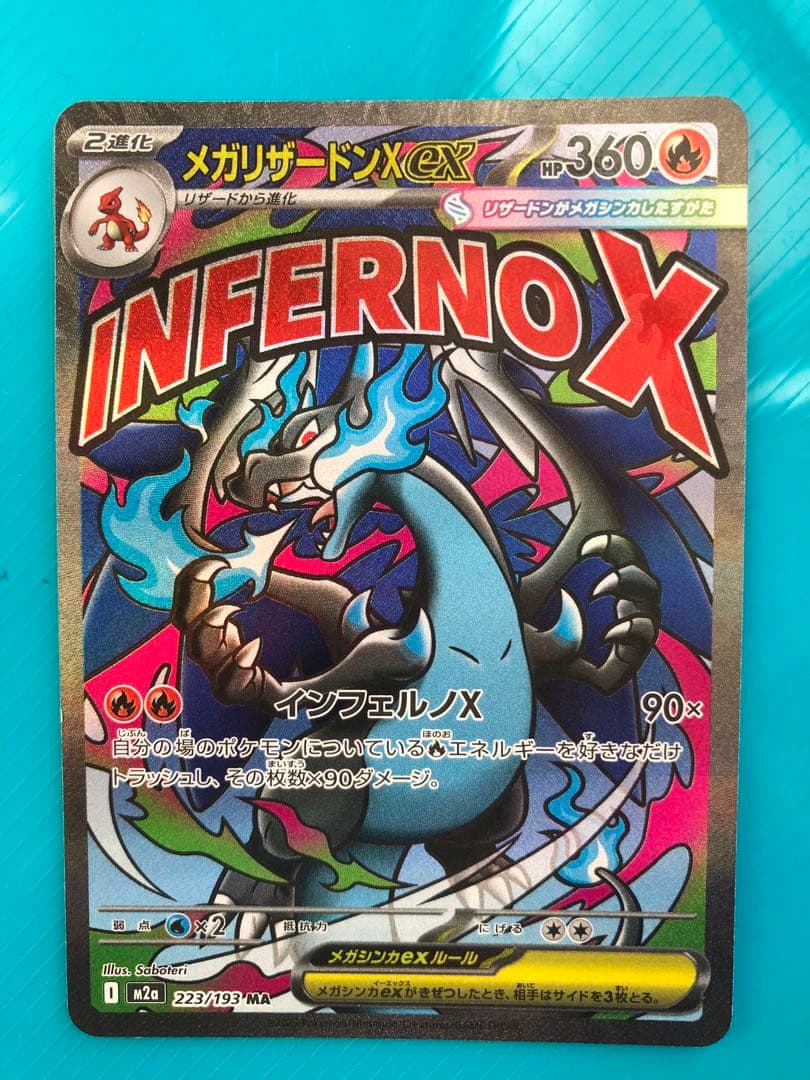 2進化
メガリザードンXex
HP360
リザードから進化
リザードンがメガシンカしたすがた
INFERNO X
インフェルノX 90×
自分の場のポケモンについている エネルギーを好きなだけ
トラッシュし、その枚数×90ダメージ。
弱点 ×2 抵抗力 にげる
メガシンカexルール
メガシンカexがきぜつしたとき、相手はサイドを3枚とる。
Illus. Saboteri
I m2a 223/193 MA
©2025 Pokémon/Nintendo/Creatures/GAME FREAK